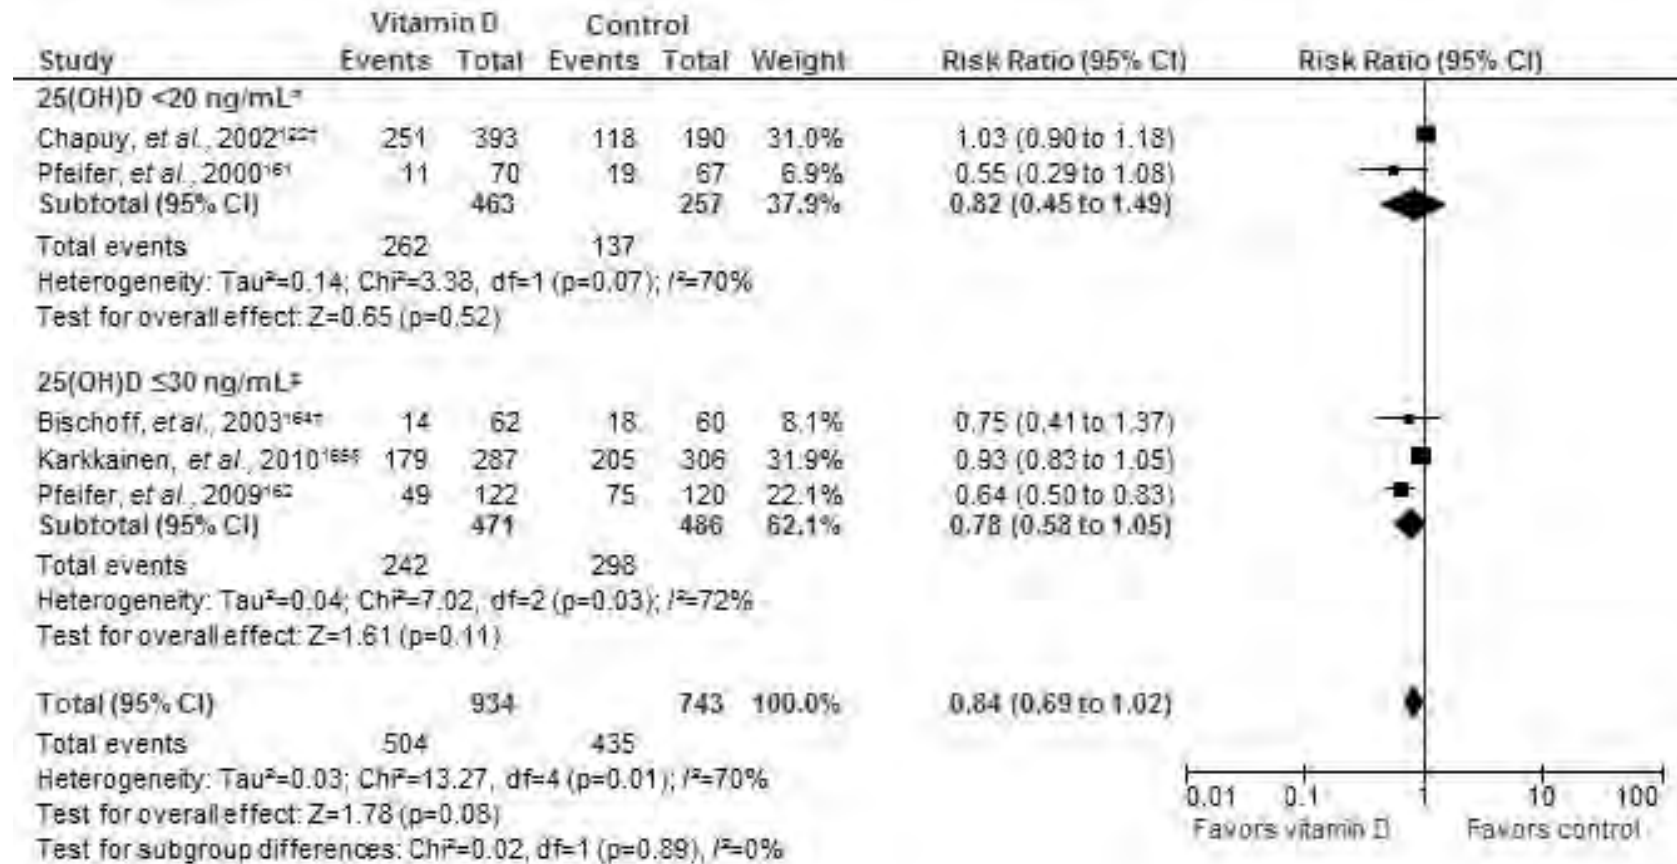 Vitamin D Control
Study Events Total Events Total Weight Risk Ratio (95% CI) Risk Ratio (95% CI)
25(OH)D <20 ng/mL*
Chapuy, et al., 2002 251 393 118 190 31.0% 1.03 (0.90 to 1.18)
Pfeifer, et al., 2000¹⁶¹ 11 70 19 67 6.9% 0.55 (0.29 to 1.08)
Subtotal (95% CI) 463 257 37.9% 0.82 (0.45 to 1.49)
Total events 262 137
Heterogeneity: Tau²=0.14; Chi²=3.38, df=1 (p=0.07); I²=70%
Test for overall effect: Z=0.65 (p=0.52)
25(OH)D ≤30 ng/mL‡
Bischoff, et al., 2003¹⁶⁴† 14 62 18 60 8.1% 0.75 (0.41 to 1.37)
Karkkainen, et al., 2010 179 287 205 306 31.9% 0.93 (0.83 to 1.05)
Pfeifer, et al., 2009¹⁶² 49 122 75 120 22.1% 0.64 (0.50 to 0.83)
Subtotal (95% CI) 471 486 62.1% 0.78 (0.58 to 1.05)
Total events 242 298
Heterogeneity: Tau²=0.04; Chi²=7.02, df=2 (p=0.03); I²=72%
Test for overall effect: Z=1.61 (p=0.11)
Total (95% CI) 934 743 100.0% 0.84 (0.69 to 1.02)
Total events 504 435
Heterogeneity: Tau²=0.03; Chi²=13.27, df=4 (p=0.01); I²=70%
Test for overall effect: Z=1.78 (p=0.08)
Test for subgroup differences: Chi²=0.02, df=1 (p=0.89), I²=0%
0.01 0.1 1 10 100
Favors vitamin D Favors control